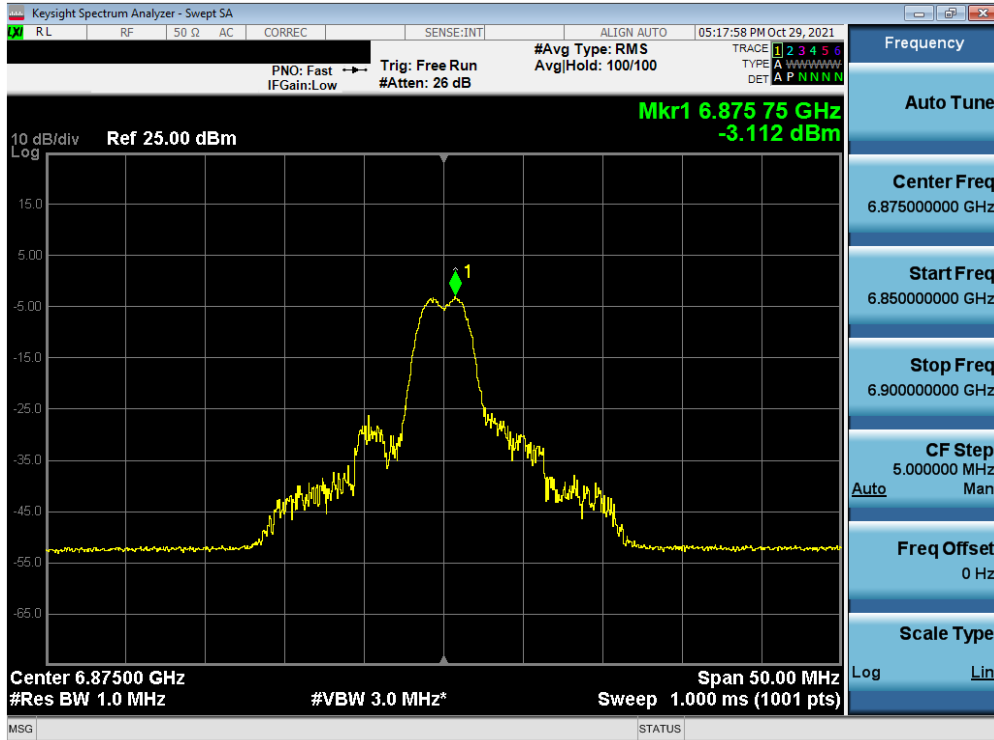 Keysight Spectrum Analyzer - Swept SA
LXI RL RF 50 Ω AC CORREC SENSE:INT ALIGN AUTO 05:17:58 PM Oct 29, 2021
Frequency
PNO: Fast
IFGain:Low
Trig: Free Run
#Atten: 26 dB
#Avg Type: RMS
Avg|Hold: 100/100
TRACE 1 2 3 4 5 6
TYPE A WWWWW
DET A P N N N N
Mkr1 6.875 75 GHz
-3.112 dBm
10 dB/div Ref 25.00 dBm
Log
15.0
5.00
-5.00
-15.0
-25.0
-35.0
-45.0
-55.0
-65.0
1
Center 6.87500 GHz Span 50.00 MHz
#Res BW 1.0 MHz #VBW 3.0 MHz* Sweep 1.000 ms (1001 pts)
Auto Tune
Center Freq
6.875000000 GHz
Start Freq
6.850000000 GHz
Stop Freq
6.900000000 GHz
CF Step
5.000000 MHz
Auto Man
Freq Offset
0 Hz
Scale Type
Log Lin
MSG STATUS